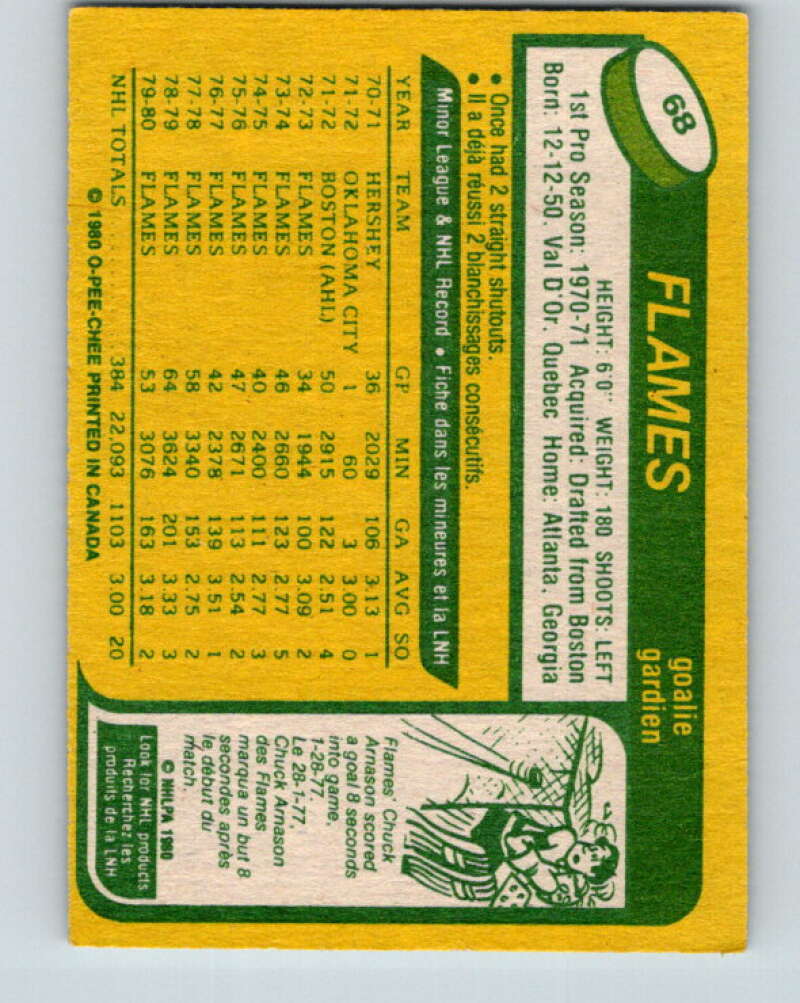 68
FLAMES
goalie
gardien
HEIGHT: 6'0" WEIGHT: 180 SHOOTS: LEFT
1st Pro Season: 1970-71 Acquired: Drafted from Boston
Born: 12-12-50. Val D'Or, Quebec Home: Atlanta, Georgia
• Once had 2 straight shutouts.
• Il a déjà réussi 2 blanchissages consécutifs.
Minor League & NHL Record • Fiche dans les mineures et la LNH
YEAR TEAM GP MIN GA AVG SO
70-71 HERSHEY 36 2029 106 3.13 1
71-72 OKLAHOMA CITY 1 60 3 3.00 0
71-72 BOSTON (AHL) 50 2915 122 2.51 4
72-73 FLAMES 34 1944 100 3.09 2
73-74 FLAMES 46 2660 123 2.77 5
74-75 FLAMES 40 2400 111 2.77 3
75-76 FLAMES 47 2671 113 2.54 2
76-77 FLAMES 42 2378 139 3.51 1
77-78 FLAMES 58 3340 153 2.75 2
78-79 FLAMES 64 3624 201 3.33 3
79-80 FLAMES 53 3076 163 3.18 2
NHL TOTALS .......... 384 22,093 1103 3.00 20
© 1980 O-PEE-CHEE PRINTED IN CANADA
Flames' Chuck
Arnason scored
a goal 8 seconds
into game,
1-28-77.
Le 28-1-77,
Chuck Arnason
des Flames
marqua un but 8
secondes après
le début du
match.
© NHLPA 1980
Look for NHL products
Recherchez les
produits de la LNH